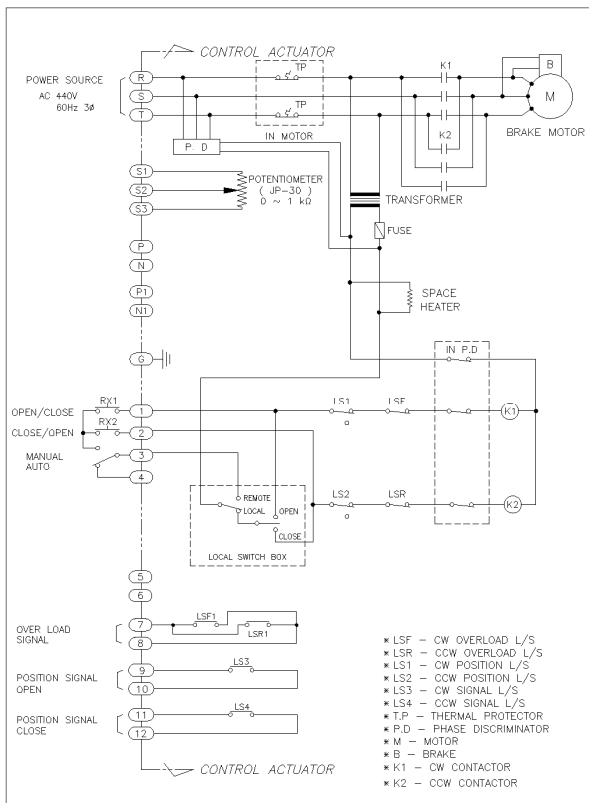 CONTROL ACTUATOR
POWER SOURCE
AC 440V
60Hz 3Ø
R
S
T
TP
TP
IN MOTOR
K1
K2
B
M
BRAKE MOTOR
P. D
S1
S2
S3
POTENTIOMETER
( JP-30 )
0 ~ 1 kΩ
TRANSFORMER
FUSE
P
N
P1
N1
SPACE
HEATER
G
IN P.D
OPEN/CLOSE
RX1
1
CLOSE/OPEN
RX2
2
MANUAL
AUTO
3
4
LS1
LSF
K1
LS2
LSR
K2
REMOTE
LOCAL
OPEN
CLOSE
LOCAL SWITCH BOX
5
6
OVER LOAD
SIGNAL
7
8
LSF1
LSR1
POSITION SIGNAL
OPEN
9
10
LS3
POSITION SIGNAL
CLOSE
11
12
LS4
CONTROL ACTUATOR
* LSF – CW OVERLOAD L/S
* LSR – CCW OVERLOAD L/S
* LS1 – CW POSITION L/S
* LS2 – CCW POSITION L/S
* LS3 – CW SIGNAL L/S
* LS4 – CCW SIGNAL L/S
* T.P – THERMAL PROTECTOR
* P.D – PHASE DISCRIMINATOR
* M – MOTOR
* B – BRAKE
* K1 – CW CONTACTOR
* K2 – CCW CONTACTOR